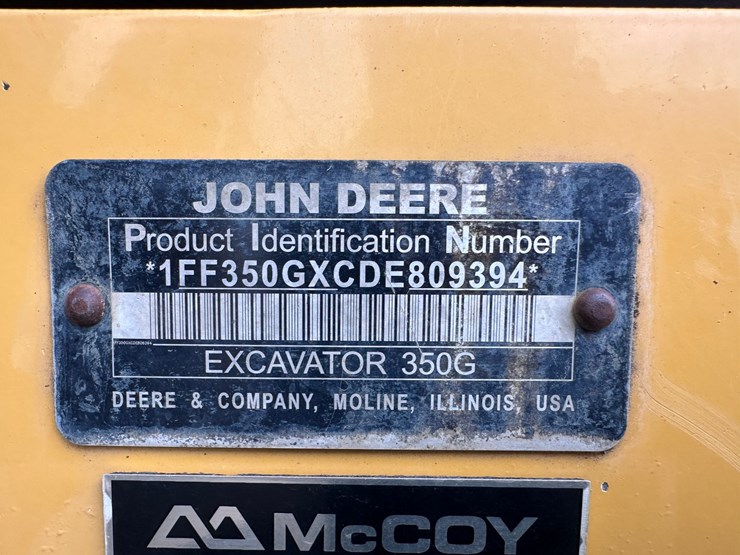 JOHN DEERE
Product Identification Number
*1FF350GXCDE809394*
EXCAVATOR 350G
DEERE & COMPANY, MOLINE, ILLINOIS, USA
McCOY